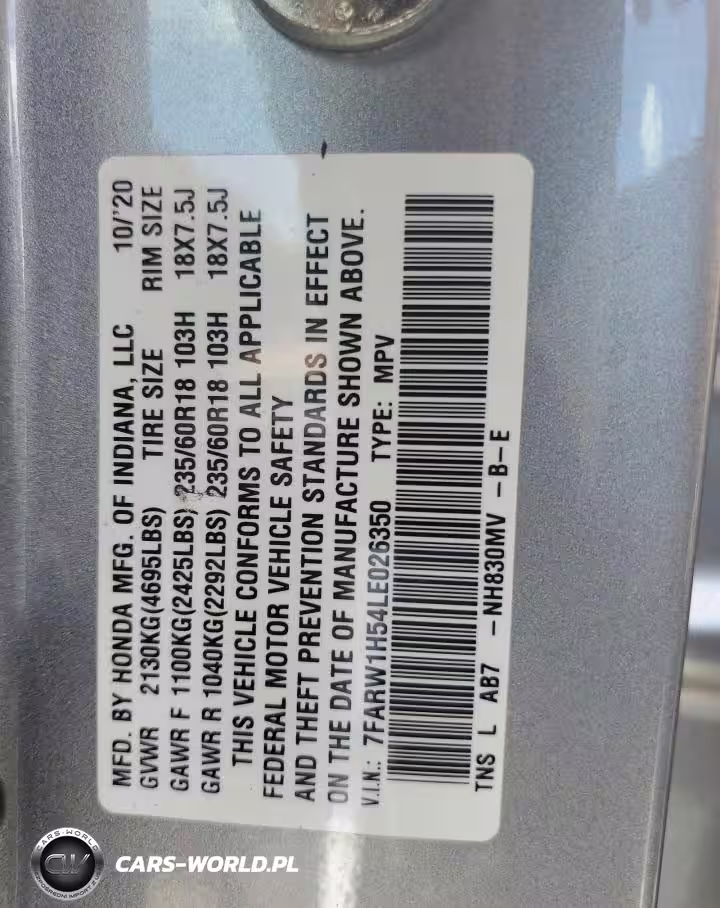 MFD. BY HONDA MFG. OF INDIANA, LLC 10/'20
GVWR 2130KG(4695LBS) TIRE SIZE RIM SIZE
GAWR F 1100KG(2425LBS) 235/60R18 103H 18X7.5J
GAWR R 1040KG(2292LBS) 235/60R18 103H 18X7.5J
THIS VEHICLE CONFORMS TO ALL APPLICABLE
FEDERAL MOTOR VEHICLE SAFETY
AND THEFT PREVENTION STANDARDS IN EFFECT
ON THE DATE OF MANUFACTURE SHOWN ABOVE.
V.I.N.: 7FARW1H54LE026350 TYPE: MPV
TNS L AB7 -NH830MV -B-E
CARS-WORLD
CW
CARS-WORLD.PL